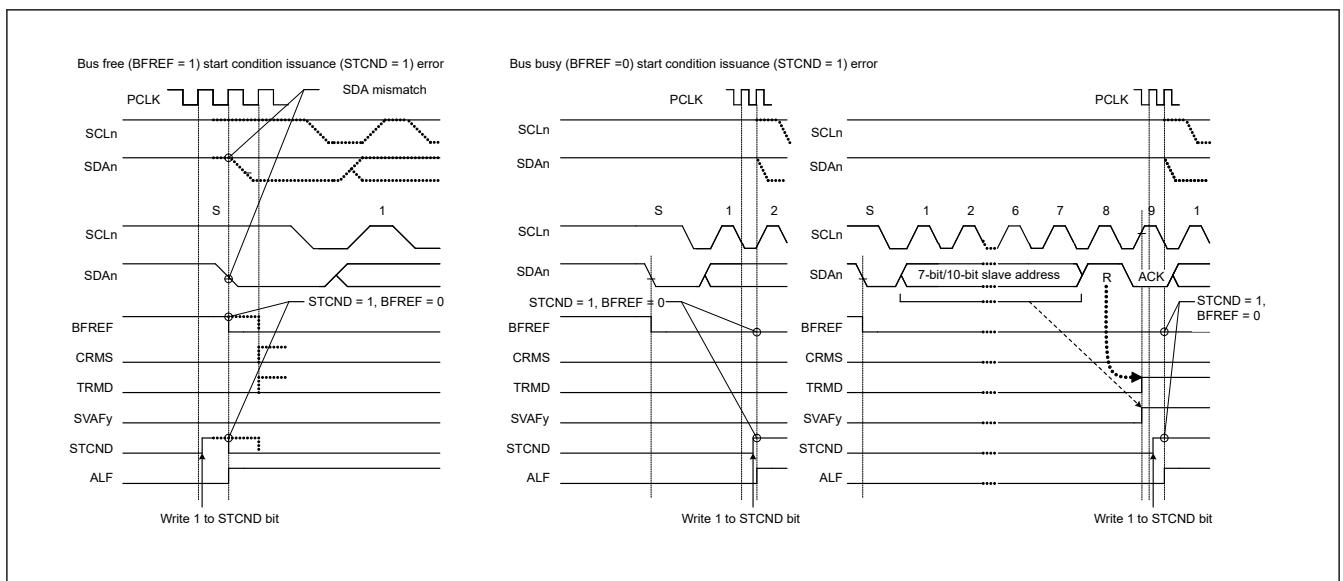 Bus free (BFREF = 1) start condition issuance (STCND = 1) error
PCLK
SDA mismatch
SCLn
SDAn
S
1
SCLn
SDAn
STCND = 1, BFREF = 0
BFREF
CRMS
TRMD
SVAFy
STCND
ALF
Write 1 to STCND bit
Bus busy (BFREF =0) start condition issuance (STCND = 1) error
PCLK
SCLn
SDAn
S
1
2
SCLn
SDAn
STCND = 1, BFREF = 0
BFREF
CRMS
TRMD
SVAFy
STCND
ALF
Write 1 to STCND bit
PCLK
SCLn
SDAn
S
1
2
6
7
8
9
1
SCLn
SDAn
7-bit/10-bit slave address
R
ACK
STCND = 1,
BFREF = 0
BFREF
CRMS
TRMD
SVAFy
STCND
ALF
Write 1 to STCND bit